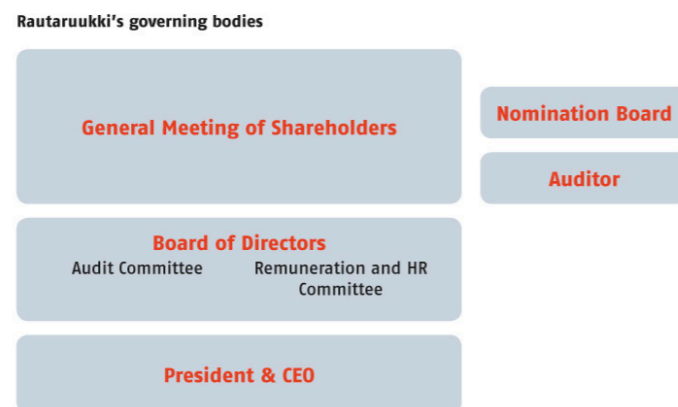 Rautaruukki's governing bodies
General Meeting of Shareholders
Nomination Board
Auditor
Board of Directors
Audit Committee
Remuneration and HR
Committee
President & CEO